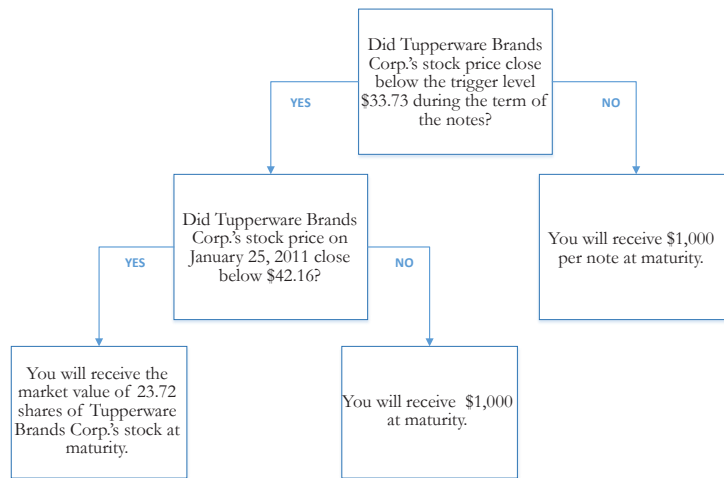 Did Tupperware Brands
Corp.'s stock price close
below the trigger level
$33.73 during the term of
the notes?
YES
NO
Did Tupperware Brands
Corp.'s stock price on
January 25, 2011 close
below $42.16?
You will receive $1,000
per note at maturity.
YES
NO
You will receive the
market value of 23.72
shares of Tupperware
Brands Corp.'s stock at
maturity.
You will receive $1,000
at maturity.